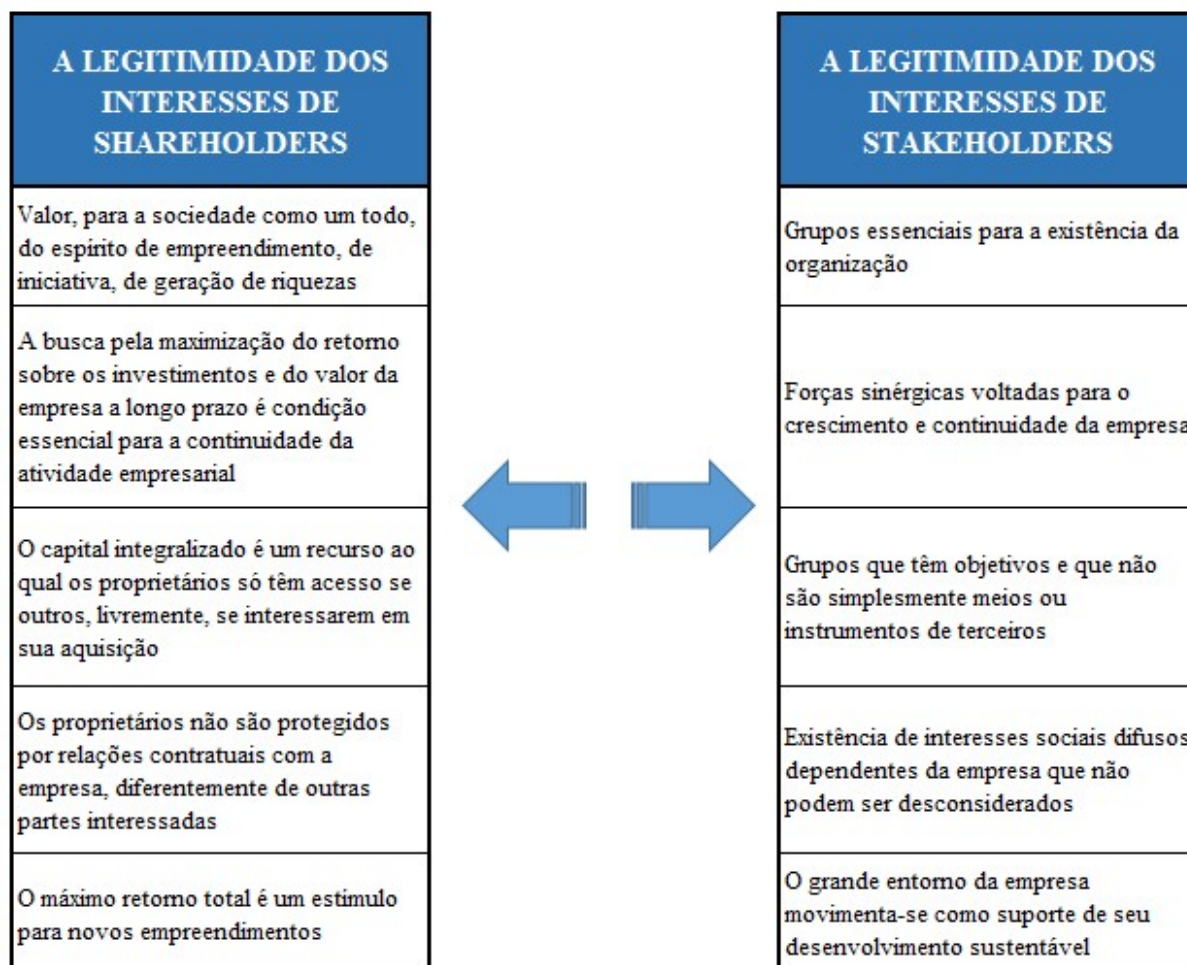 A LEGITIMIDADE DOS
INTERESSES DE
SHAREHOLDERS
Valor, para a sociedade como um todo,
do espírito de empreendimento, de
iniciativa, de geração de riquezas
A busca pela maximização do retorno
sobre os investimentos e do valor da
empresa a longo prazo é condição
essencial para a continuidade da
atividade empresarial
O capital integralizado é um recurso ao
qual os proprietários só têm acesso se
outros, livremente, se interessarem em
sua aquisição
Os proprietários não são protegidos
por relações contratuais com a
empresa, diferentemente de outras
partes interessadas
O máximo retorno total é um estimulo
para novos empreendimentos
A LEGITIMIDADE DOS
INTERESSES DE
STAKEHOLDERS
Grupos essenciais para a existência da
organização
Forças sinérgicas voltadas para o
crescimento e continuidade da empresa
Grupos que têm objetivos e que não
são simplesmente meios ou
instrumentos de terceiros
Existência de interesses sociais difusos
dependentes da empresa que não
podem ser desconsiderados
O grande entorno da empresa
movimenta-se como suporte de seu
desenvolvimento sustentável